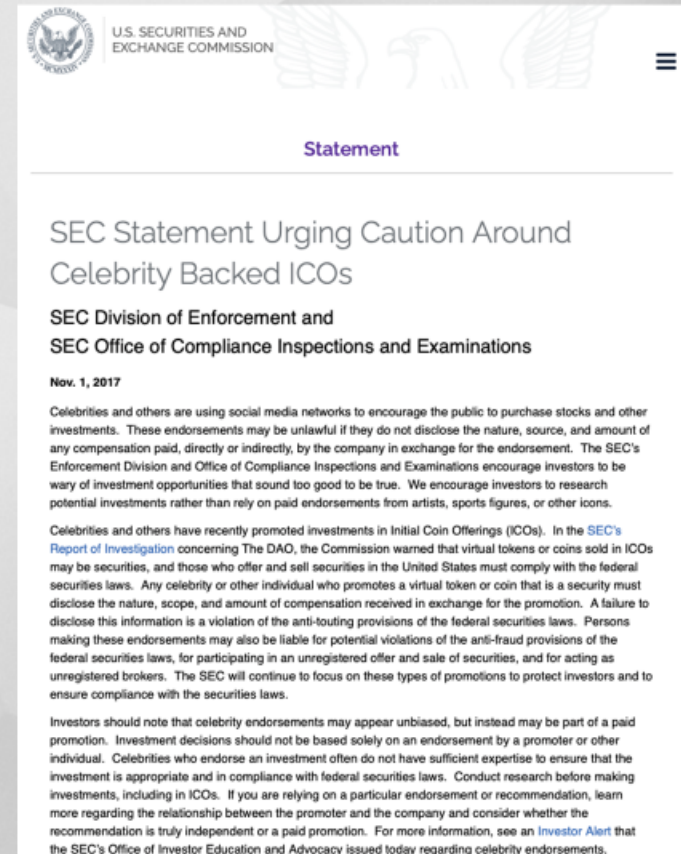 U.S. SECURITIES AND
EXCHANGE COMMISSION
Statement
SEC Statement Urging Caution Around
Celebrity Backed ICOs
SEC Division of Enforcement and
SEC Office of Compliance Inspections and Examinations
Nov. 1, 2017
Celebrities and others are using social media networks to encourage the public to purchase stocks and other
investments.  These endorsements may be unlawful if they do not disclose the nature, source, and amount of
any compensation paid, directly or indirectly, by the company in exchange for the endorsement.  The SEC's
Enforcement Division and Office of Compliance Inspections and Examinations encourage investors to be
wary of investment opportunities that sound too good to be true.  We encourage investors to research
potential investments rather than rely on paid endorsements from artists, sports figures, or other icons.
Celebrities and others have recently promoted investments in Initial Coin Offerings (ICOs).  In the SEC's
Report of Investigation concerning The DAO, the Commission warned that virtual tokens or coins sold in ICOs
may be securities, and those who offer and sell securities in the United States must comply with the federal
securities laws.  Any celebrity or other individual who promotes a virtual token or coin that is a security must
disclose the nature, scope, and amount of compensation received in exchange for the promotion.  A failure to
disclose this information is a violation of the anti-touting provisions of the federal securities laws.  Persons
making these endorsements may also be liable for potential violations of the anti-fraud provisions of the
federal securities laws, for participating in an unregistered offer and sale of securities, and for acting as
unregistered brokers.  The SEC will continue to focus on these types of promotions to protect investors and to
ensure compliance with the securities laws.
Investors should note that celebrity endorsements may appear unbiased, but instead may be part of a paid
promotion.  Investment decisions should not be based solely on an endorsement by a promoter or other
individual.  Celebrities who endorse an investment often do not have sufficient expertise to ensure that the
investment is appropriate and in compliance with federal securities laws.  Conduct research before making
investments, including in ICOs.  If you are relying on a particular endorsement or recommendation, learn
more regarding the relationship between the promoter and the company and consider whether the
recommendation is truly independent or a paid promotion.  For more information, see an Investor Alert that
the SEC's Office of Investor Education and Advocacy issued today regarding celebrity endorsements.